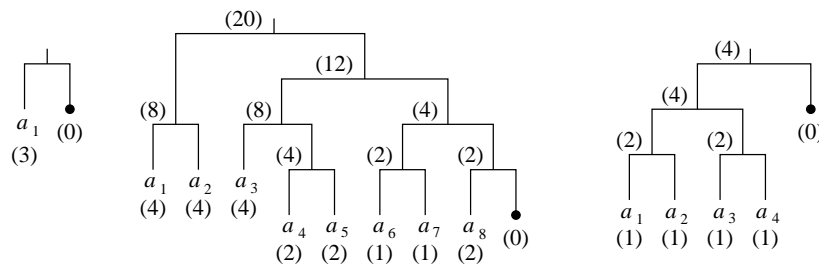 (20) (4)
(12)
(8) (8) (4) (4)
a₁ (0) (4) (2) (2) (2) (2) (0)
(3) a₁ a₂ a₃
(4) (4) (4) a₄ a₅ a₆ a₇ a₈ (0) a₁ a₂ a₃ a₄
(2) (2) (1) (1) (2) (1) (1) (1) (1)